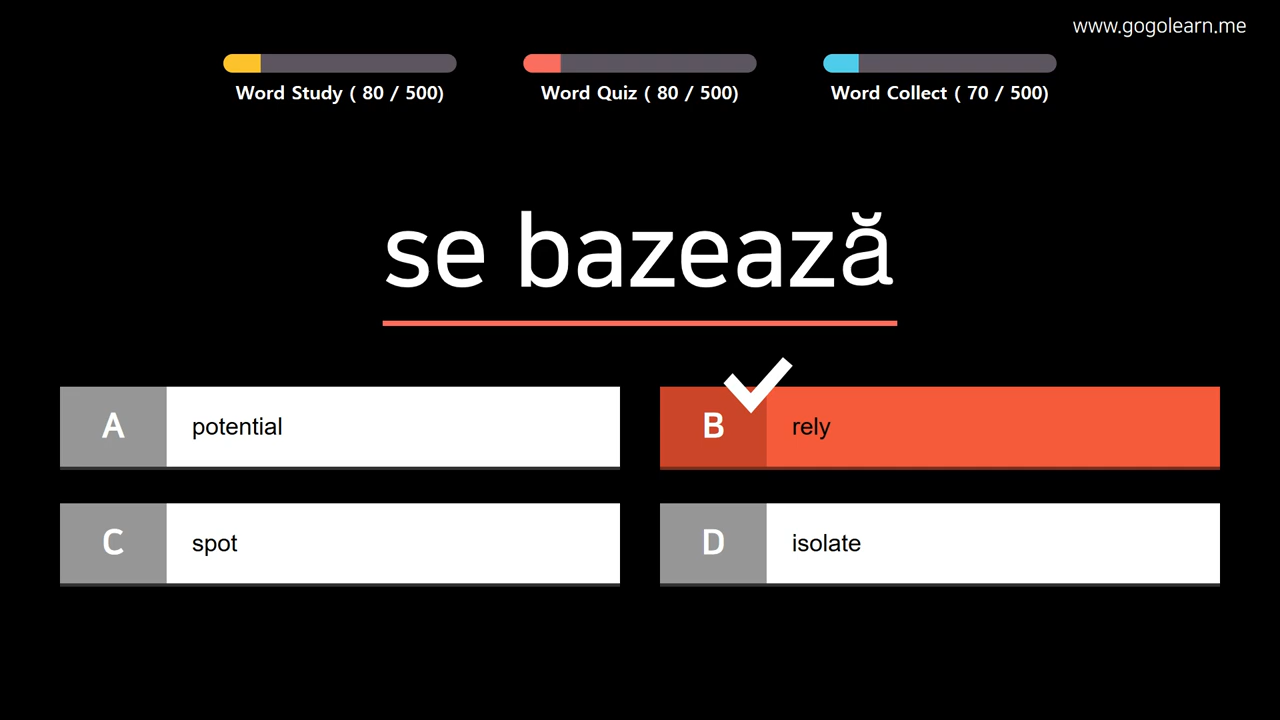 www.gogolearn.me
Word Study ( 80 / 500)
Word Quiz ( 80 / 500)
Word Collect ( 70 / 500)
se bazează
A potential
B rely
C spot
D isolate